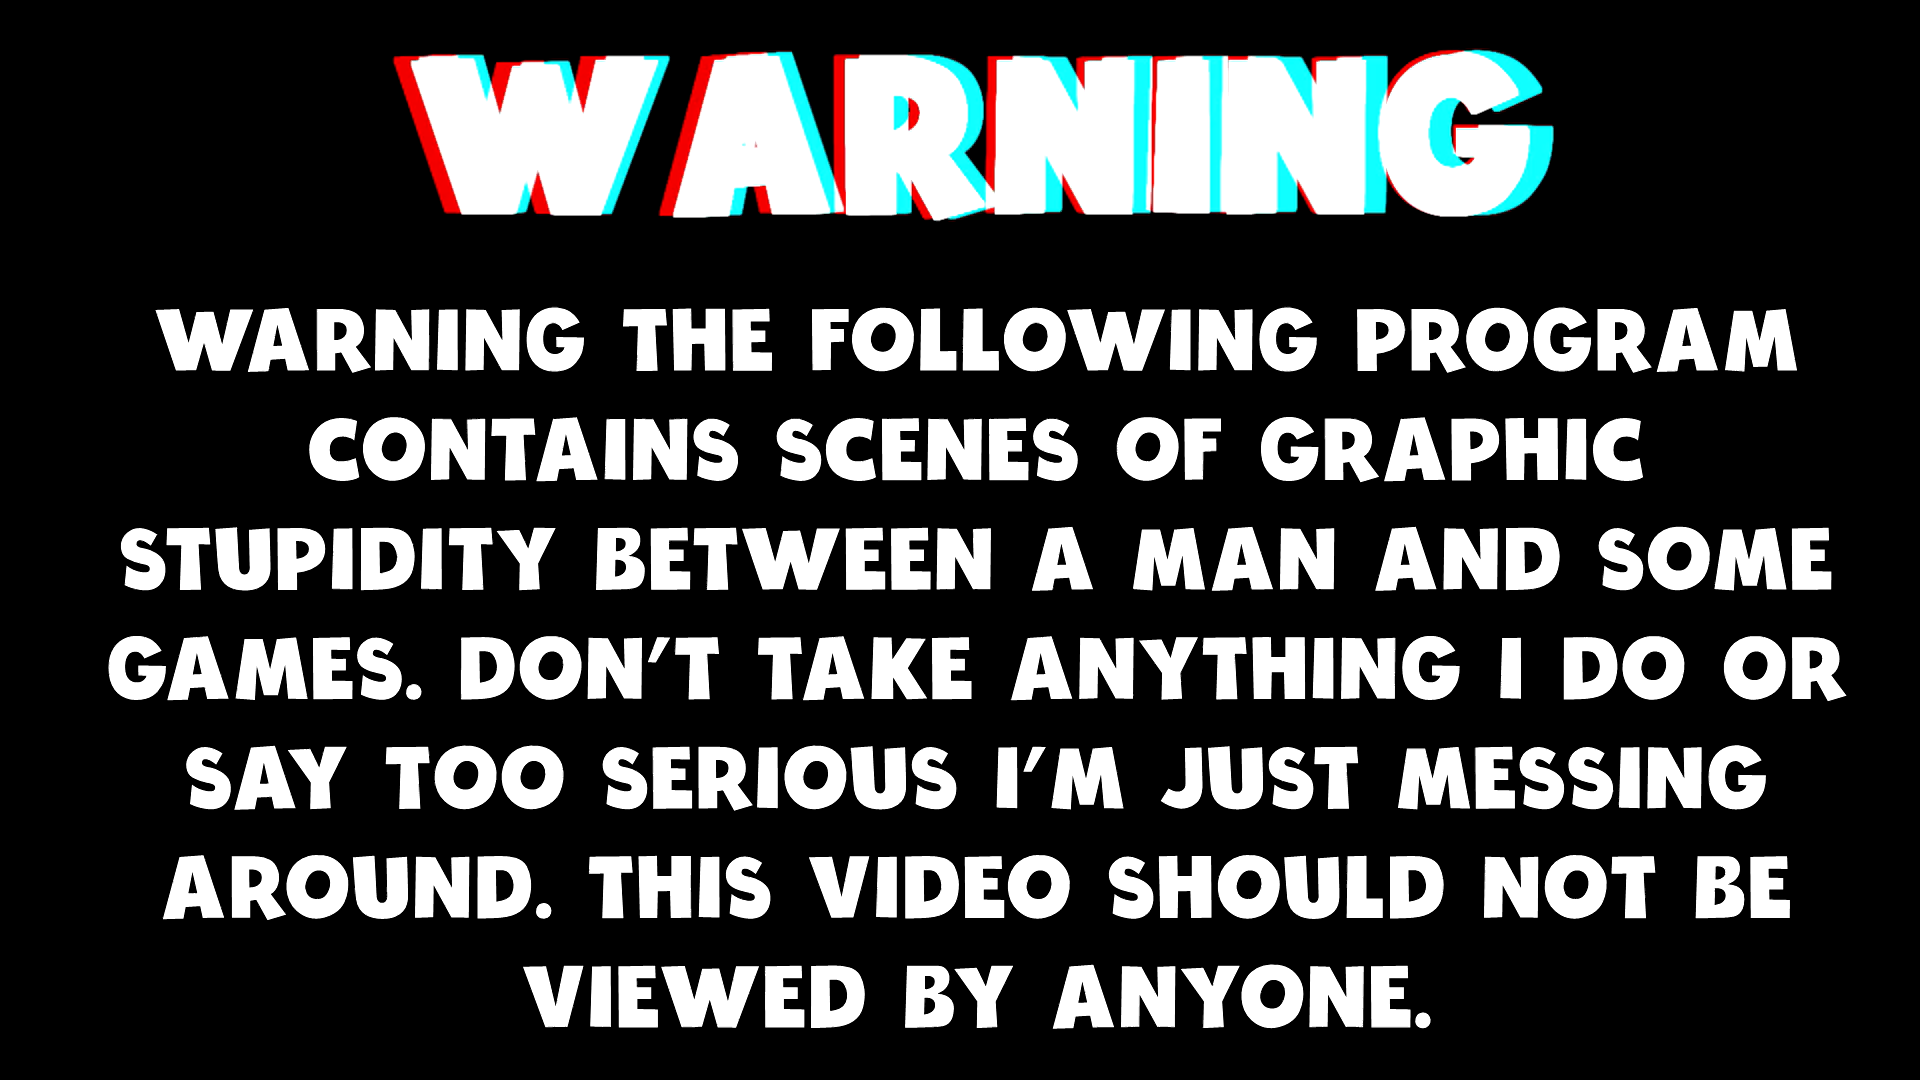 WARNING
WARNING THE FOLLOWING PROGRAM
CONTAINS SCENES OF GRAPHIC
STUPIDITY BETWEEN A MAN AND SOME
GAMES. DON'T TAKE ANYTHING I DO OR
SAY TOO SERIOUS I'M JUST MESSING
AROUND. THIS VIDEO SHOULD NOT BE
VIEWED BY ANYONE.